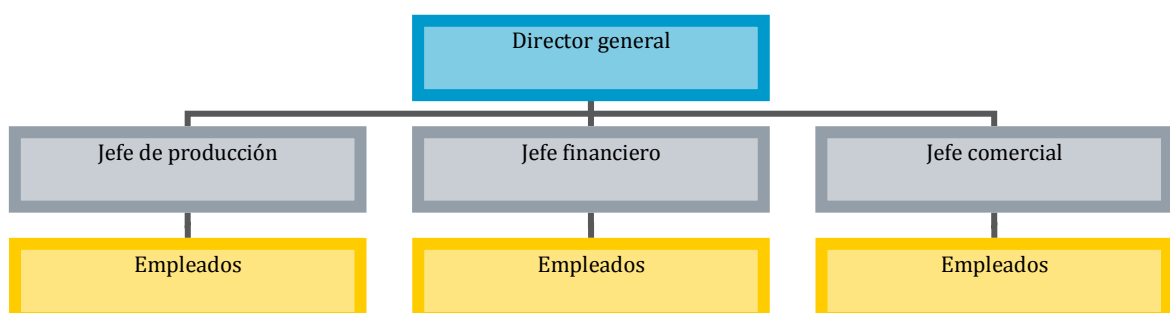 Director general
Jefe de producción
Jefe financiero
Jefe comercial
Empleados
Empleados
Empleados